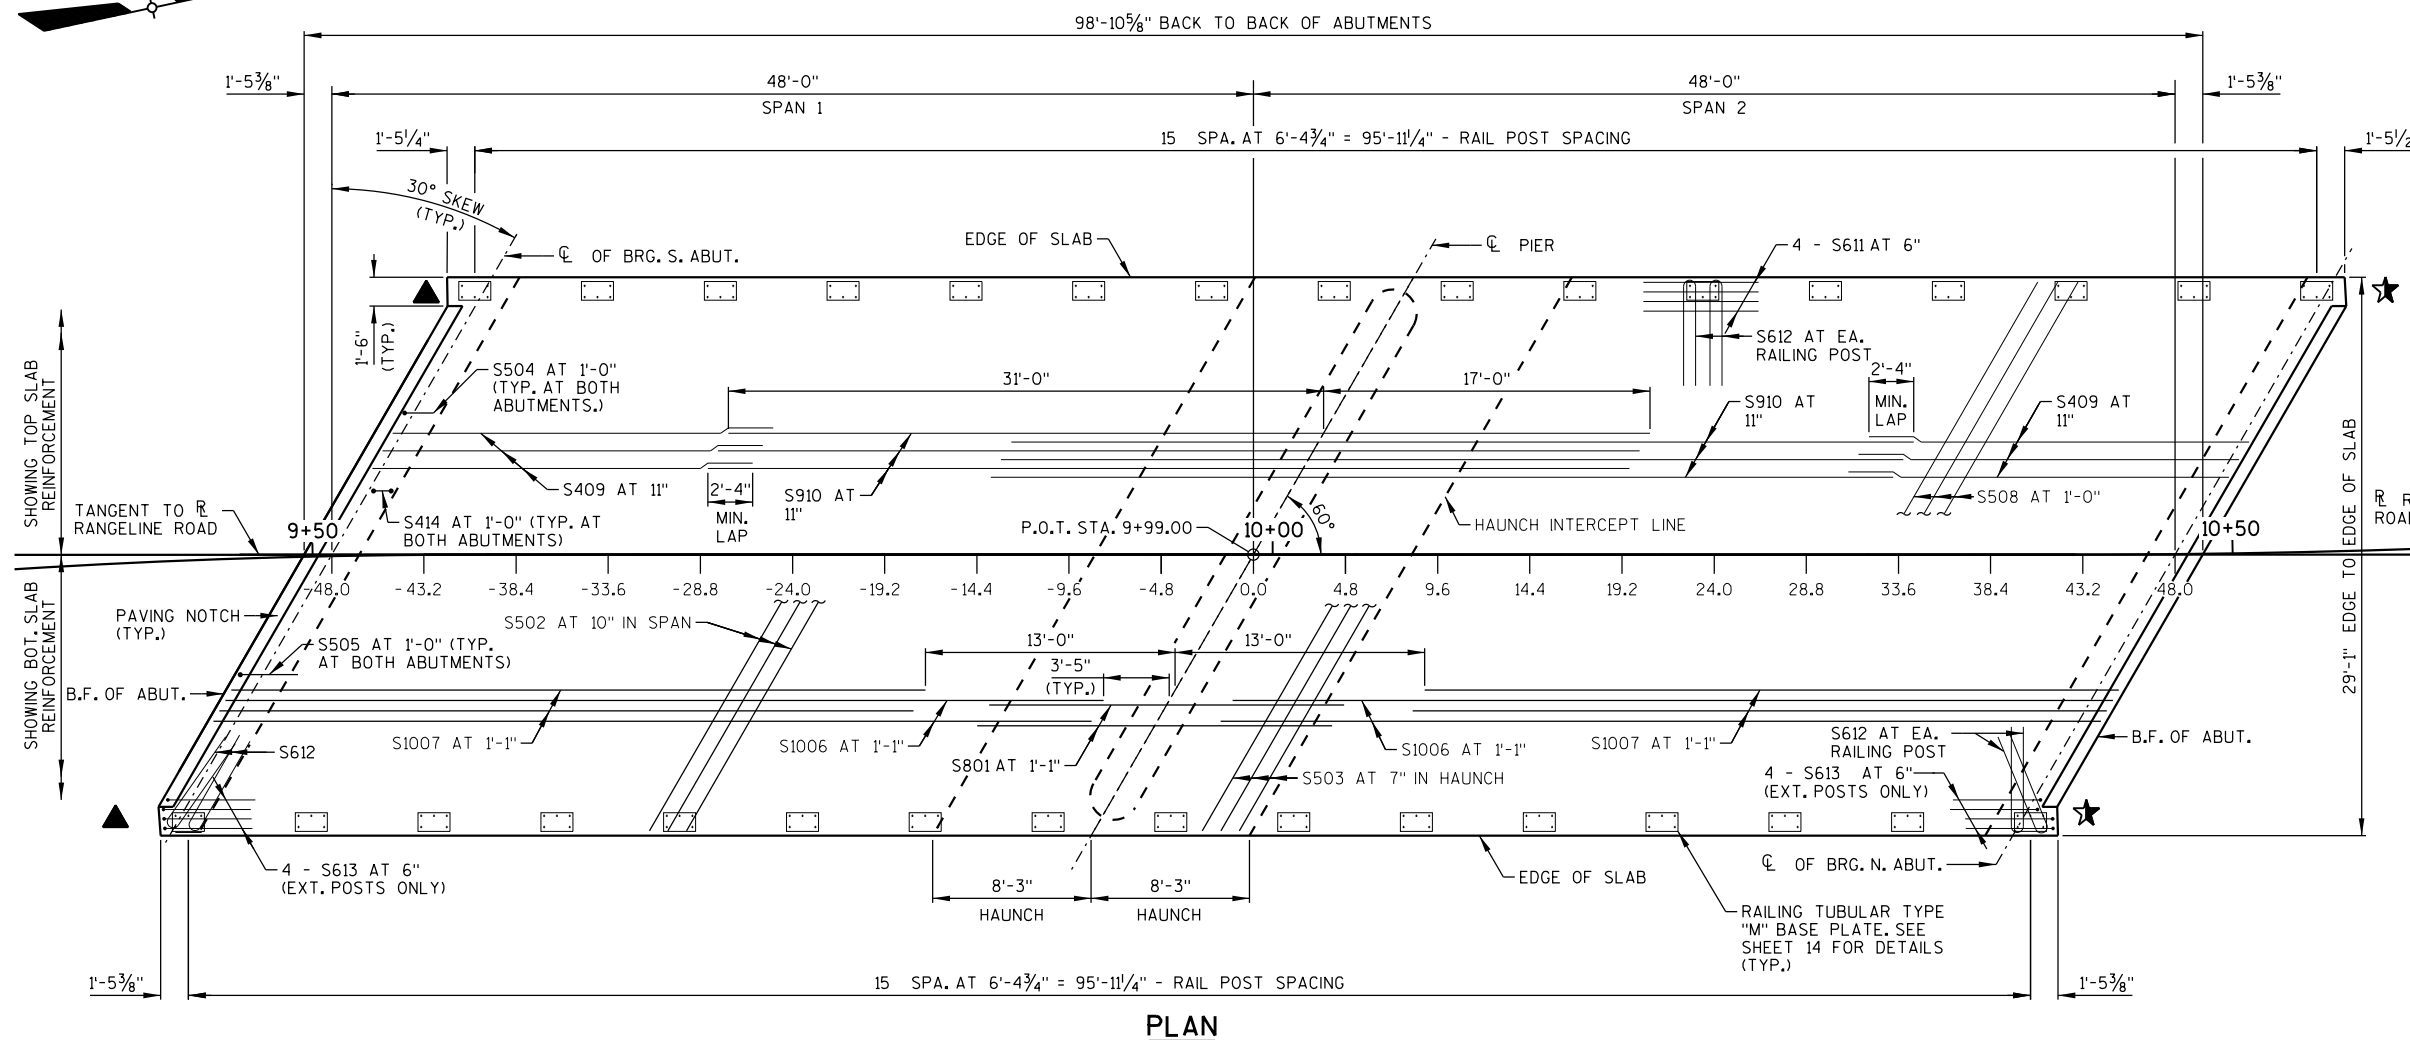 98'-10⅝" BACK TO BACK OF ABUTMENTS
1'-5⅜"
48'-0"
48'-0"
1'-5⅜"
SPAN 1
SPAN 2
1'-5¼"
15 SPA. AT 6'-4¾" = 95'-11¼" - RAIL POST SPACING
1'-5½
30° SKEW
(TYP.)
EDGE OF SLAB
℄ PIER
4 - S611 AT 6"
℄ OF BRG. S. ABUT.
1'-6"
(TYP.)
S612 AT EA.
RAILING POST
S504 AT 1'-0"
(TYP. AT BOTH
ABUTMENTS.)
31'-0"
17'-0"
2'-4"
MIN.
LAP
S910 AT
11"
S409 AT
11"
SHOWING TOP SLAB
REINFORCEMENT
29'-1" EDGE TO EDGE OF SLAB
S409 AT 11"
2'-4"
MIN.
LAP
S910 AT
11"
S508 AT 1'-0"
TANGENT TO R/L
RANGELINE ROAD
S414 AT 1'-0" (TYP. AT
BOTH ABUTMENTS)
9+50
P.O.T. STA. 9+99.00
10+00
60°
HAUNCH INTERCEPT LINE
10+50
R/L R
ROA
-48.0 -43.2 -38.4 -33.6 -28.8 -24.0 -19.2 -14.4 -9.6 -4.8 0.0 4.8 9.6 14.4 19.2 24.0 28.8 33.6 38.4 43.2 48.0
PAVING NOTCH
(TYP.)
S502 AT 10" IN SPAN
SHOWING BOT. SLAB
REINFORCEMENT
S505 AT 1'-0" (TYP.
AT BOTH ABUTMENTS)
13'-0"
13'-0"
3'-5"
(TYP.)
B.F. OF ABUT.
S612
S1007 AT 1'-1"
S1006 AT 1'-1"
S801 AT 1'-1"
S1006 AT 1'-1"
S1007 AT 1'-1"
S503 AT 7" IN HAUNCH
S612 AT EA.
RAILING POST
B.F. OF ABUT.
4 - S613 AT 6"
(EXT. POSTS ONLY)
4 - S613 AT 6"
(EXT. POSTS ONLY)
℄ OF BRG. N. ABUT.
EDGE OF SLAB
8'-3"
8'-3"
HAUNCH
HAUNCH
RAILING TUBULAR TYPE
"M" BASE PLATE. SEE
SHEET 14 FOR DETAILS
(TYP.)
1'-5⅜"
15 SPA. AT 6'-4¾" = 95'-11¼" - RAIL POST SPACING
1'-5⅜"
PLAN